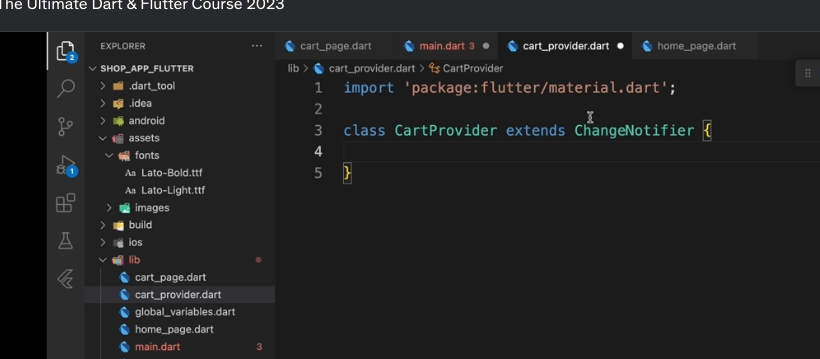 The Ultimate Dart & Flutter Course 2023
EXPLORER
SHOP_APP_FLUTTER
.dart_tool
.idea
android
assets
fonts
Aa Lato-Bold.ttf
Aa Lato-Light.ttf
images
build
ios
lib
cart_page.dart
cart_provider.dart
global_variables.dart
home_page.dart
main.dart 3
2
1
cart_page.dart
main.dart 3
cart_provider.dart
home_page.dart
lib > cart_provider.dart > CartProvider
1 import 'package:flutter/material.dart';
2
3 class CartProvider extends ChangeNotifier {
4
5 }